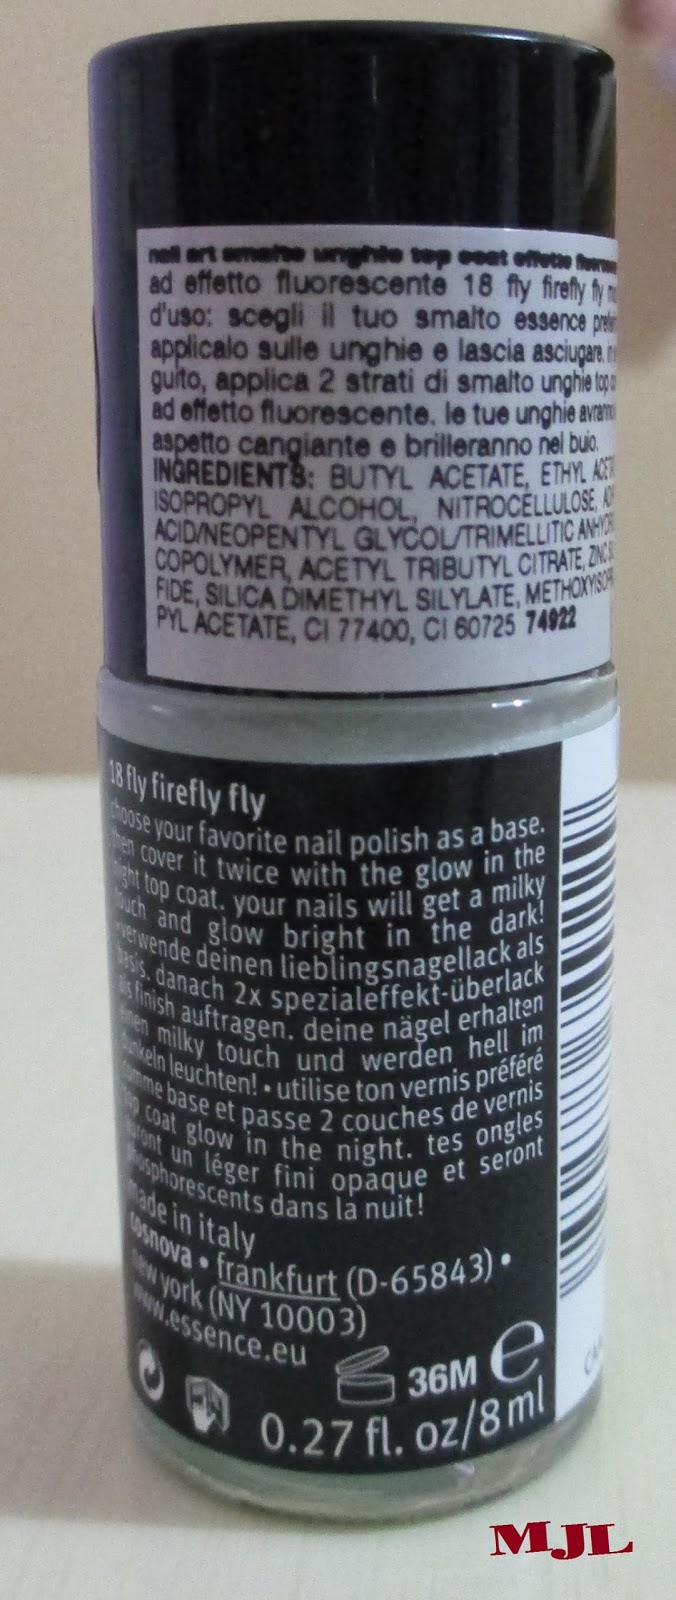 nail art smalto unghie top coat effetto
ad effetto fluorescente 18 fly firefly fly
d'uso: scegli il tuo smalto essence
applicalo sulle unghie e lascia asciugare. in
guito, applica 2 strati di smalto unghie top
ad effetto fluorescente. le tue unghie avranno
aspetto cangiante e brilleranno nel buio.
INGREDIENTS: BUTYL ACETATE, ETHYL
ISOPROPYL ALCOHOL, NITROCELLULOSE,
ACID/NEOPENTYL GLYCOL/TRIMELLITIC
COPOLYMER, ACETYL TRIBUTYL CITRATE, ZINC
FIDE, SILICA DIMETHYL SILYLATE,
PYL ACETATE, CI 77400, CI 60725 74922
18 fly firefly fly
choose your favorite nail polish as a base.
then cover it twice with the glow in the
night top coat. your nails will get a milky
touch and glow bright in the dark!
• verwende deinen lieblingsnagellack als
basis. danach 2x spezialeffekt-überlack
als finish auftragen. deine nägel erhalten
einen milky touch und werden hell im
dunkeln leuchten! • utilise ton vernis préféré
comme base et passe 2 couches de vernis
top coat glow in the night. tes ongles
auront un léger fini opaque et seront
phosphorescents dans la nuit!
made in italy
cosnova • frankfurt (D-65843) •
new york (NY 10003)
www.essence.eu
36M e
0.27 fl. oz/8 ml
MJL